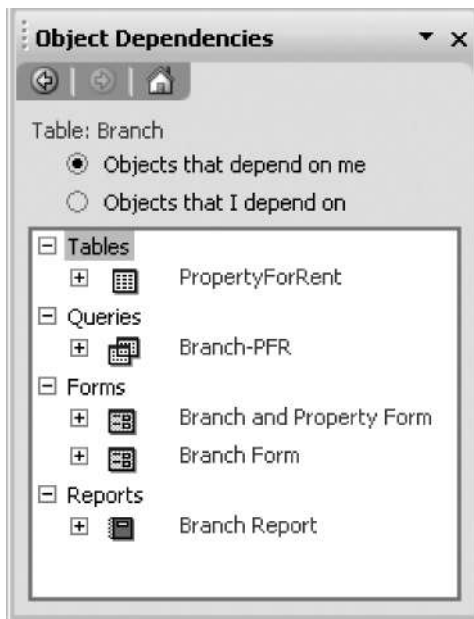 Object Dependencies
Table: Branch
Objects that depend on me
Objects that I depend on
Tables
PropertyForRent
Queries
Branch-PFR
Forms
Branch and Property Form
Branch Form
Reports
Branch Report